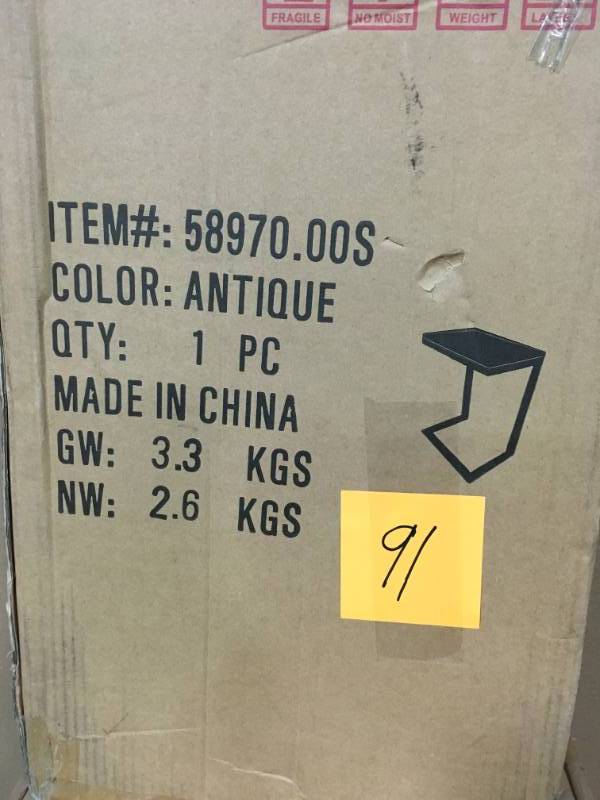 FRAGILE NO MOIST WEIGHT
ITEM#: 58970.00S
COLOR: ANTIQUE
QTY: 1 PC
MADE IN CHINA
GW: 3.3 KGS
NW: 2.6 KGS
91